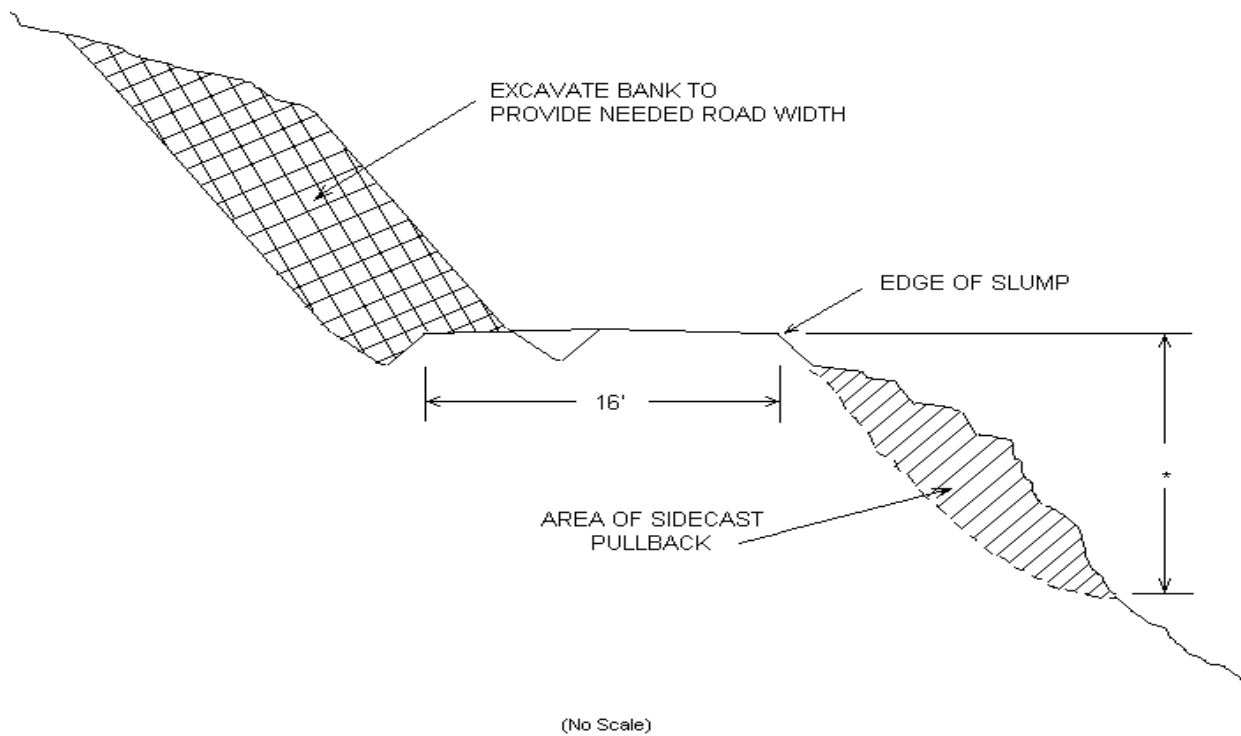 EXCAVATE BANK TO
PROVIDE NEEDED ROAD WIDTH
EDGE OF SLUMP
16'
*
AREA OF SIDECAST
PULLBACK
(No Scale)